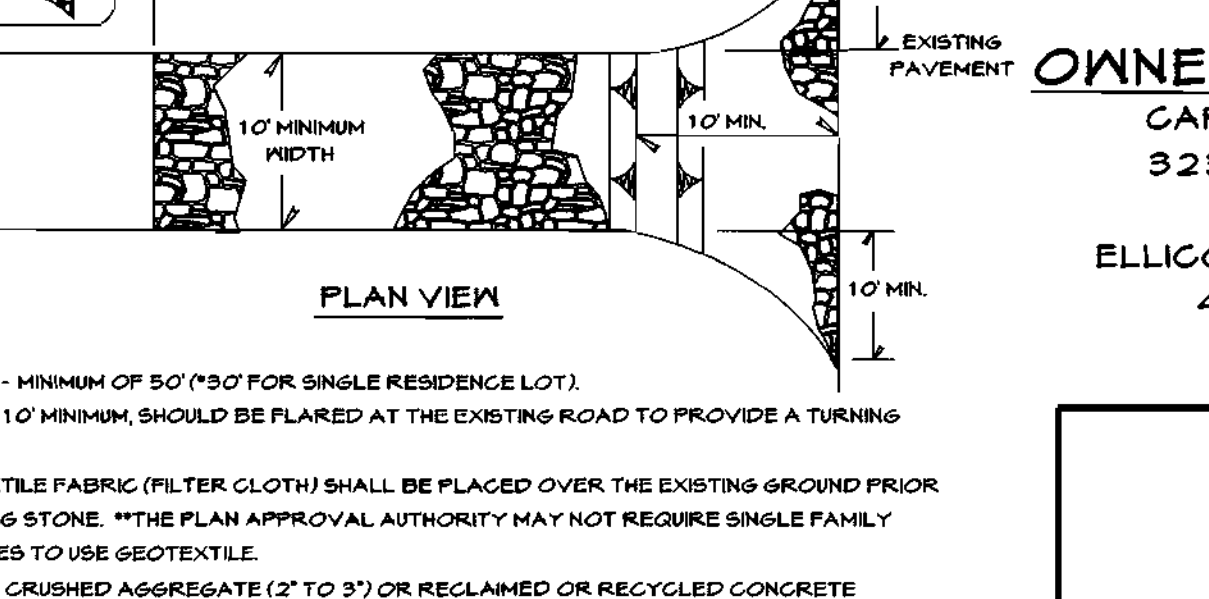 EXISTING
PAVEMENT
10' MINIMUM
WIDTH
10' MIN.
10' MIN.
PLAN VIEW
- MINIMUM OF 50' (*30' FOR SINGLE RESIDENCE LOT).
10' MINIMUM, SHOULD BE FLARED AT THE EXISTING ROAD TO PROVIDE A TURNING
TILE FABRIC (FILTER CLOTH) SHALL BE PLACED OVER THE EXISTING GROUND PRIOR
G STONE. **THE PLAN APPROVAL AUTHORITY MAY NOT REQUIRE SINGLE FAMILY
ES TO USE GEOTEXTILE.
CRUSHED AGGREGATE (2" TO 3") OR RECLAIMED OR RECYCLED CONCRETE
OWNE
CA
323
ELLICO